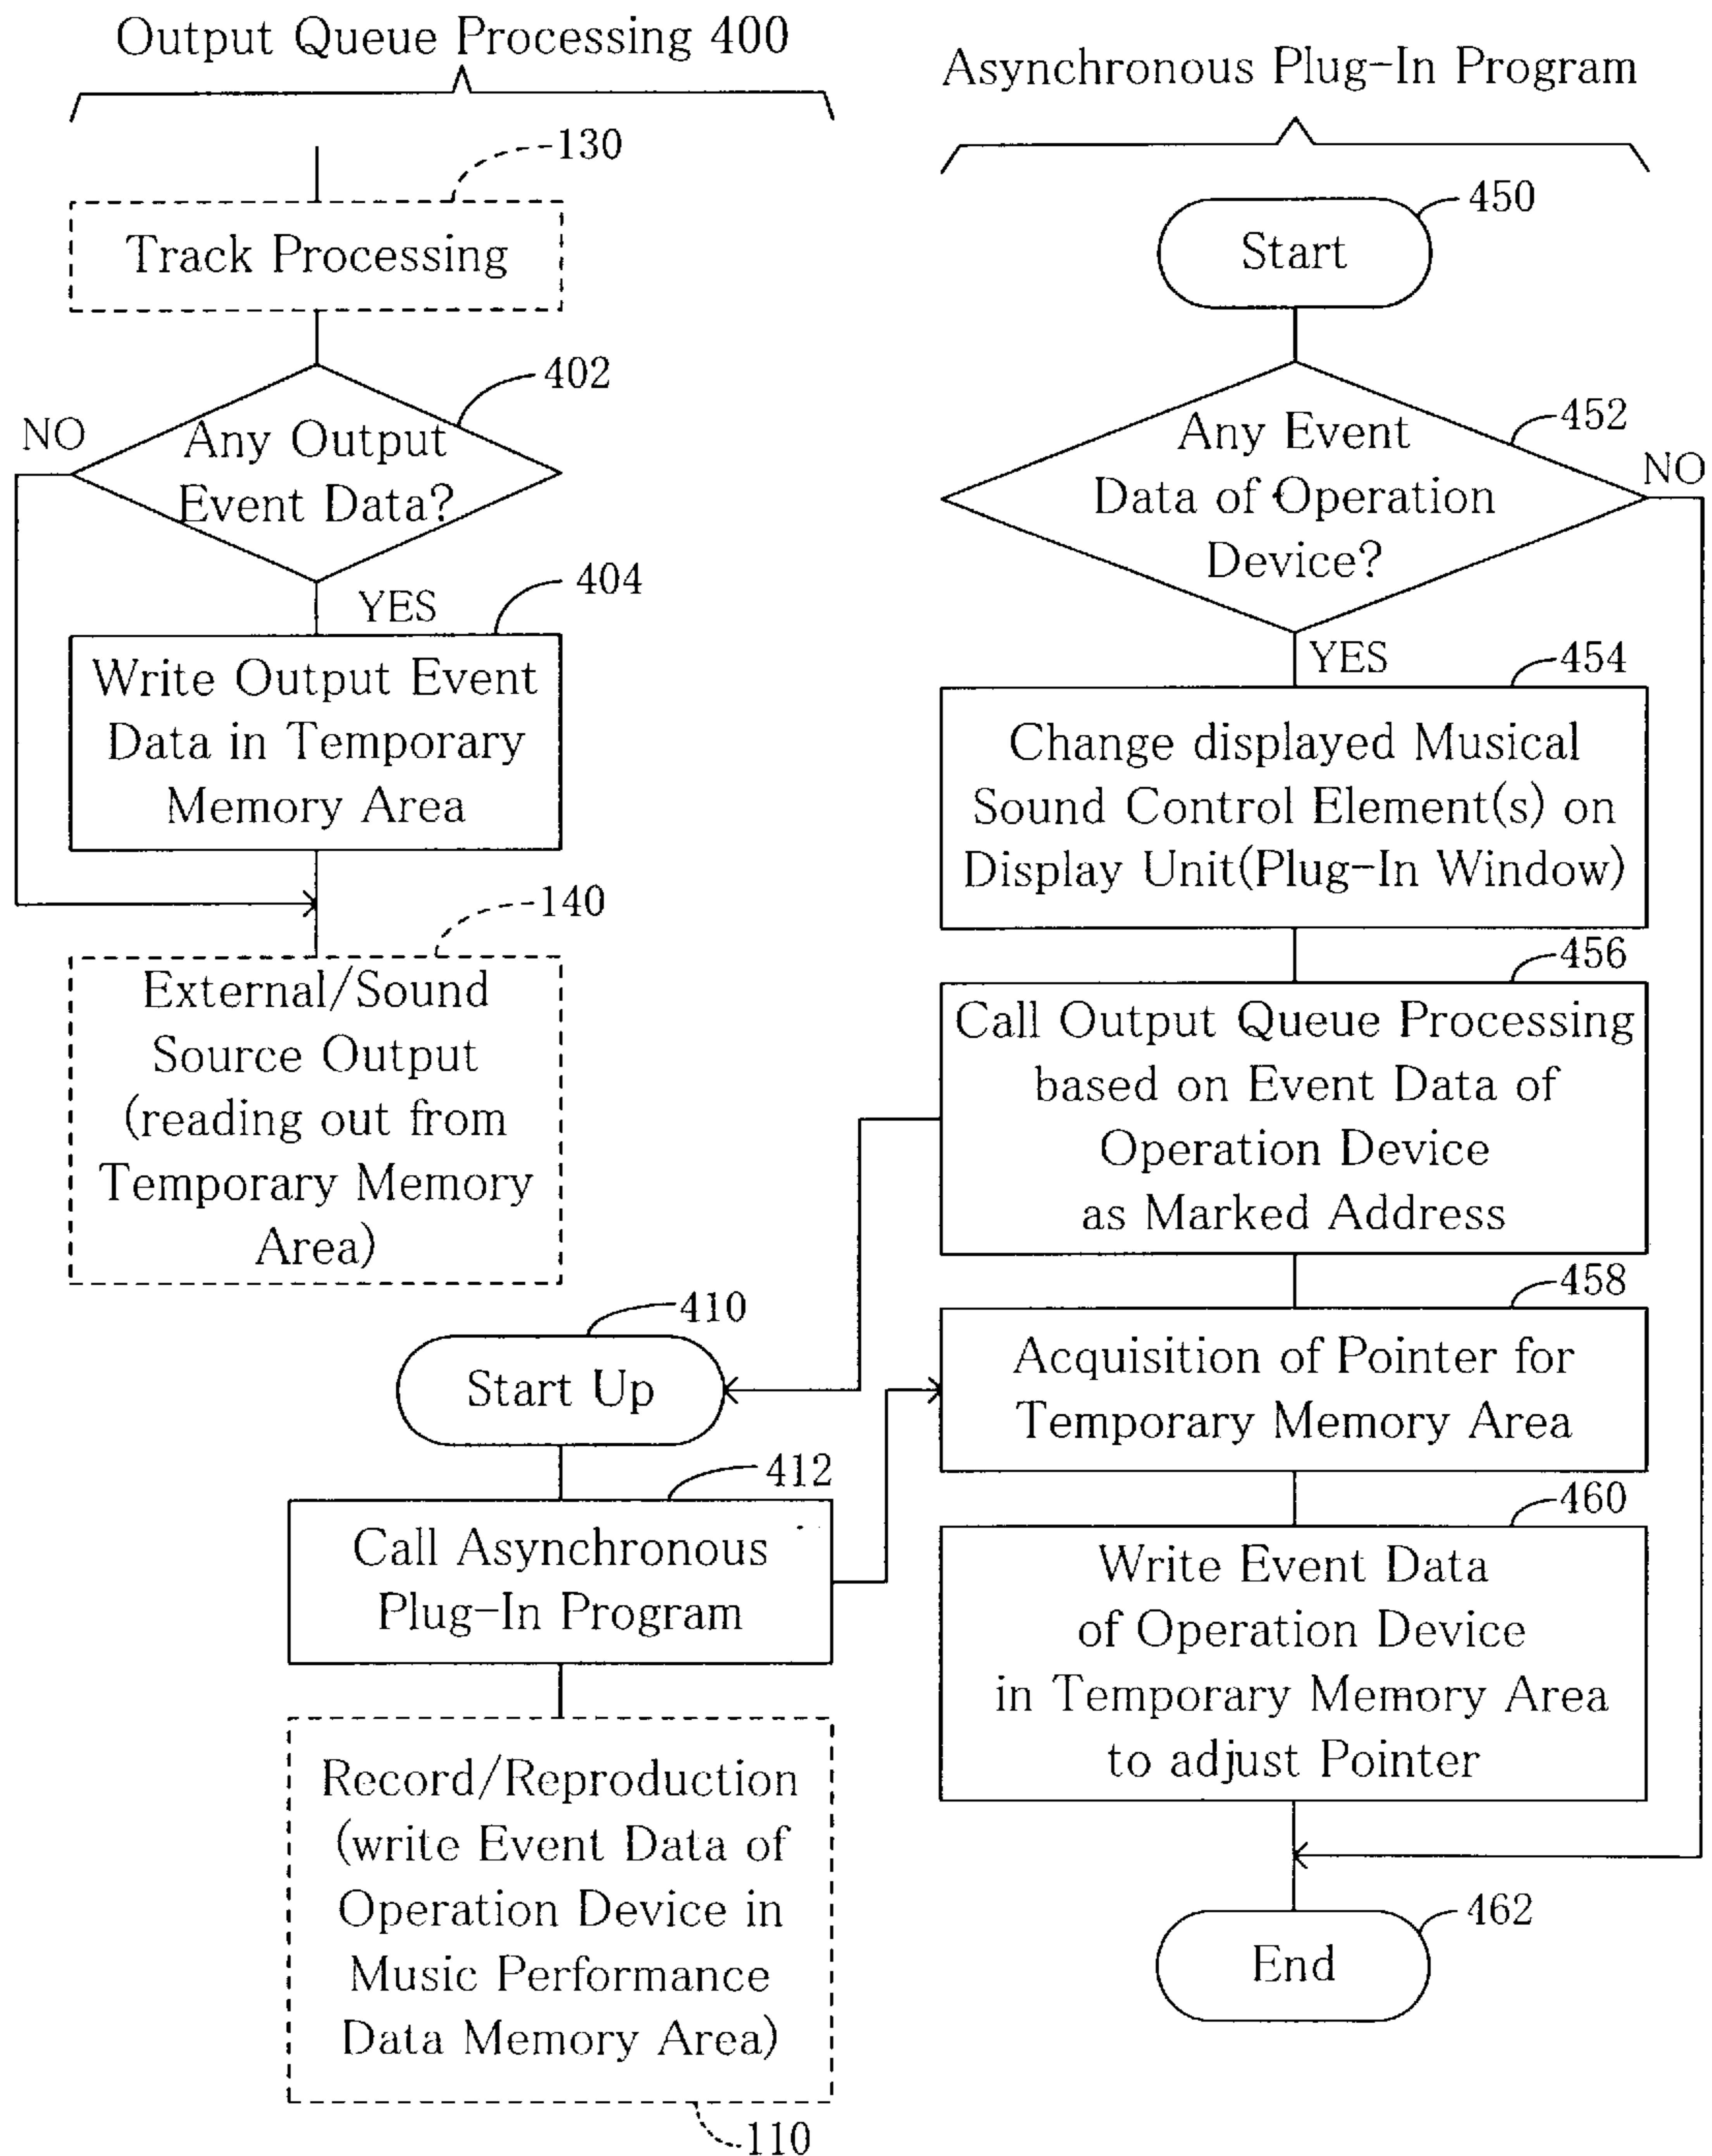 Output Queue Processing 400
130
Track Processing
402
NO
Any Output
Event Data?
YES
404
Write Output Event
Data in Temporary
Memory Area
140
External/Sound
Source Output
(reading out from
Temporary Memory
Area)
410
Start Up
412
Call Asynchronous
Plug-In Program
Record/Reproduction
(write Event Data of
Operation Device in
Music Performance
Data Memory Area)
110
Asynchronous Plug-In Program
450
Start
452
Any Event
Data of Operation
Device?
NO
YES
454
Change displayed Musical
Sound Control Element(s) on
Display Unit(Plug-In Window)
456
Call Output Queue Processing
based on Event Data of
Operation Device
as Marked Address
458
Acquisition of Pointer for
Temporary Memory Area
460
Write Event Data
of Operation Device
in Temporary Memory Area
to adjust Pointer
462
End